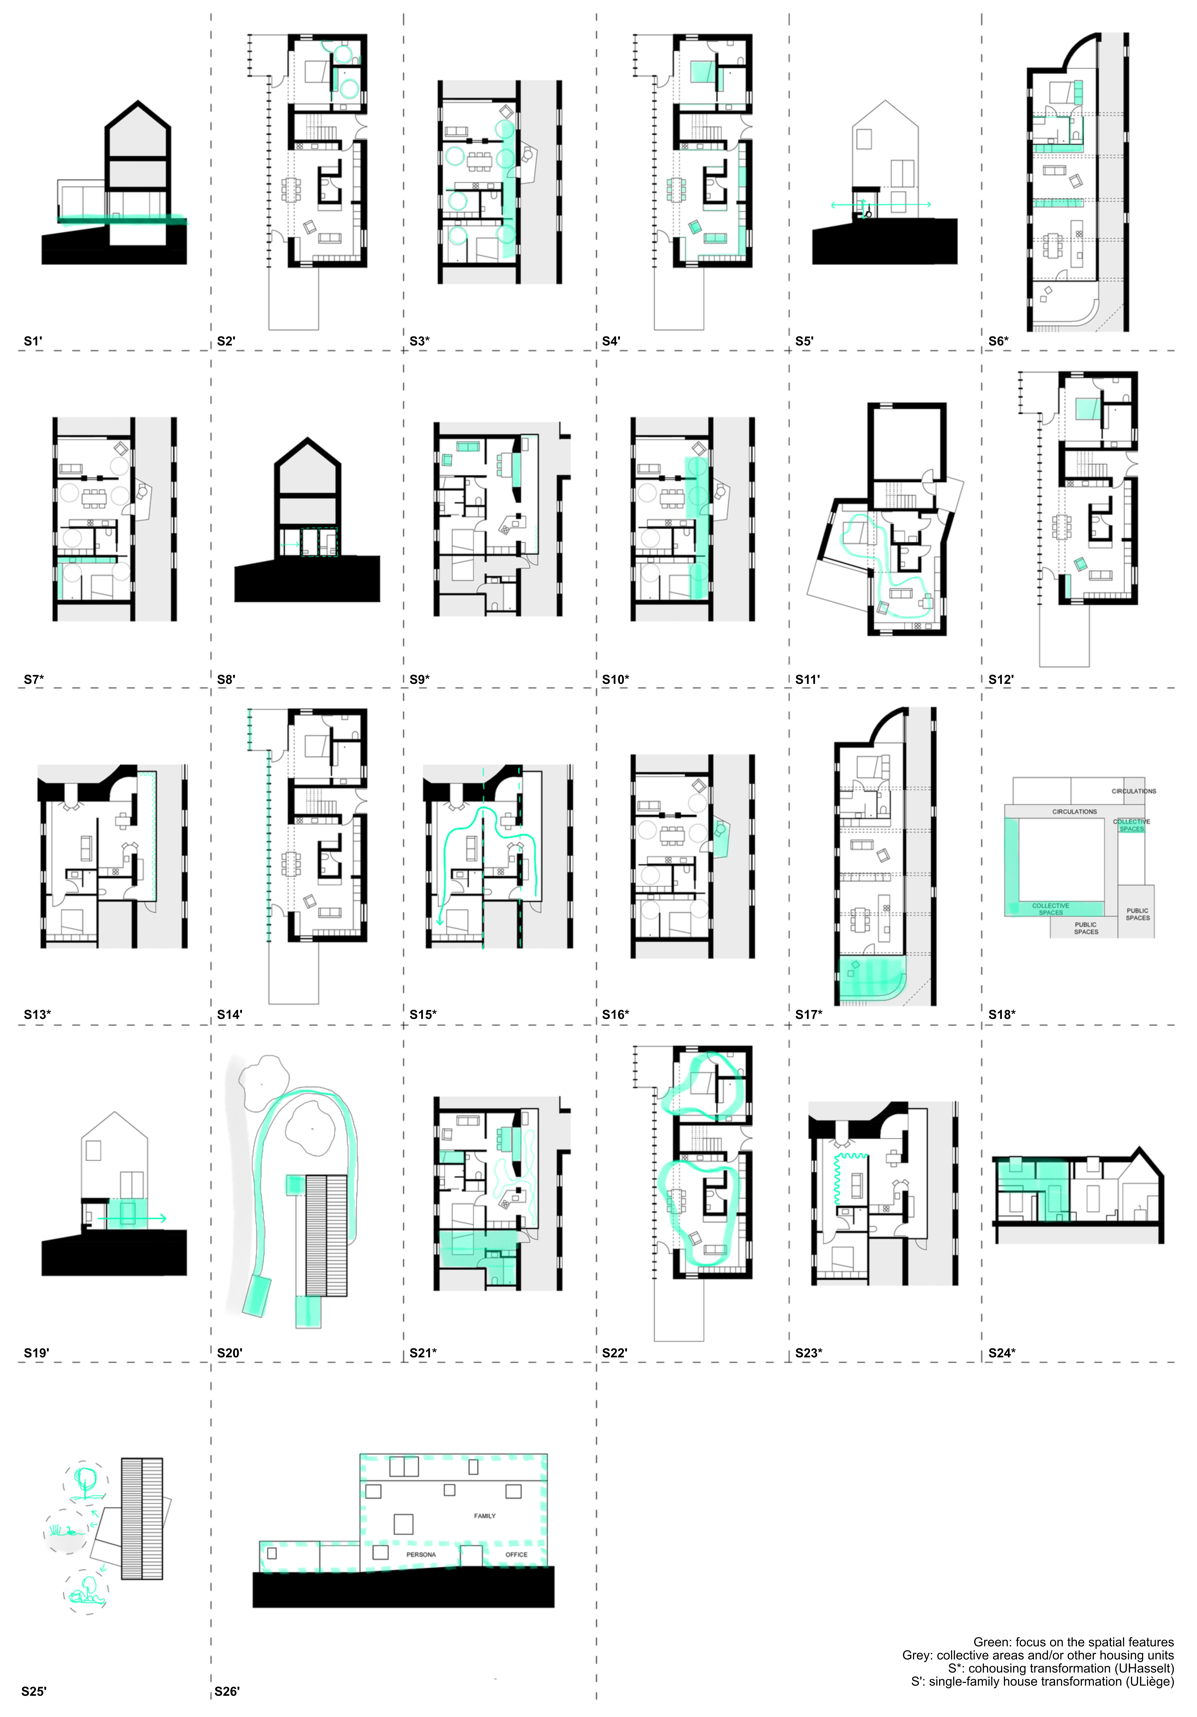 S1'
S2'
S3*
S4'
S5'
S6*
S7*
S8'
S9*
S10*
S11'
S12'
CIRCULATIONS
CIRCULATIONS
COLLECTIVE
SPACES
COLLECTIVE
SPACES
PUBLIC
SPACES
PUBLIC
SPACES
S13*
S14'
S15*
S16*
S17*
S18*
S19'
S20'
S21*
S22'
S23*
S24*
FAMILY
PERSONA
OFFICE
Green: focus on the spatial features
Grey: collective areas and/or other housing units
S*: cohousing transformation (UHasselt)
S': single-family house transformation (ULiège)
S25'
S26'